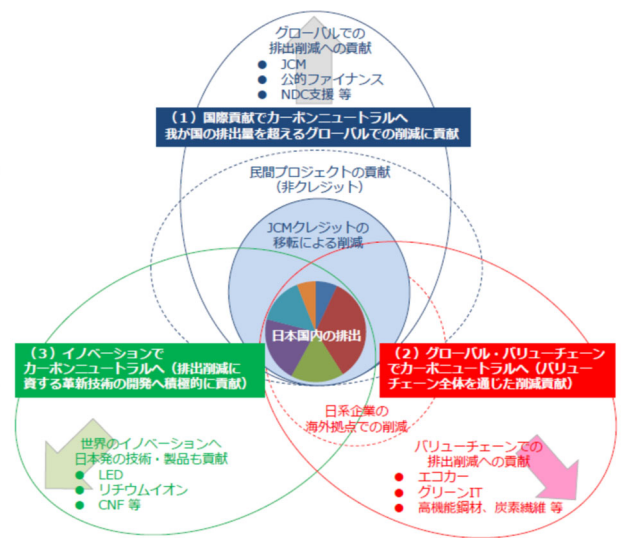 グローバルでの
排出削減への貢献
● JCM
● 公的ファイナンス
● NDC支援 等
(1)国際貢献でカーボンニュートラルへ
我が国の排出量を超えるグローバルでの削減に貢献
民間プロジェクトの貢献
(非クレジット)
JCMクレジットの
移転による削減
日本国内の排出
(3)イノベーションで
カーボンニュートラルへ(排出削減に
資する革新技術の開発へ積極的に貢献)
(2)グローバル・バリューチェーン
でカーボニュートラルへ(バリュー
チェーン全体を通じた削減貢献)
日系企業の
海外拠点での削減
世界のイノベーションへ
日本発の技術・製品も貢献
● LED
● リチウムイオン
● CNF 等
バリューチェーンでの
排出削減への貢献
● エコカー
● グリーンIT
● 高機能鋼材、炭素繊維 等